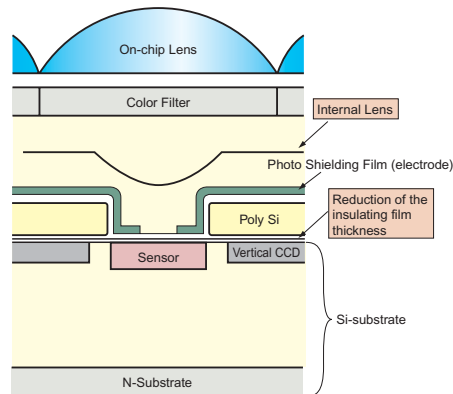 On-chip Lens
Color Filter
Internal Lens
Photo Shielding Film (electrode)
Poly Si
Reduction of the
insulating film
thickness
Sensor
Vertical CCD
Si-substrate
N-Substrate